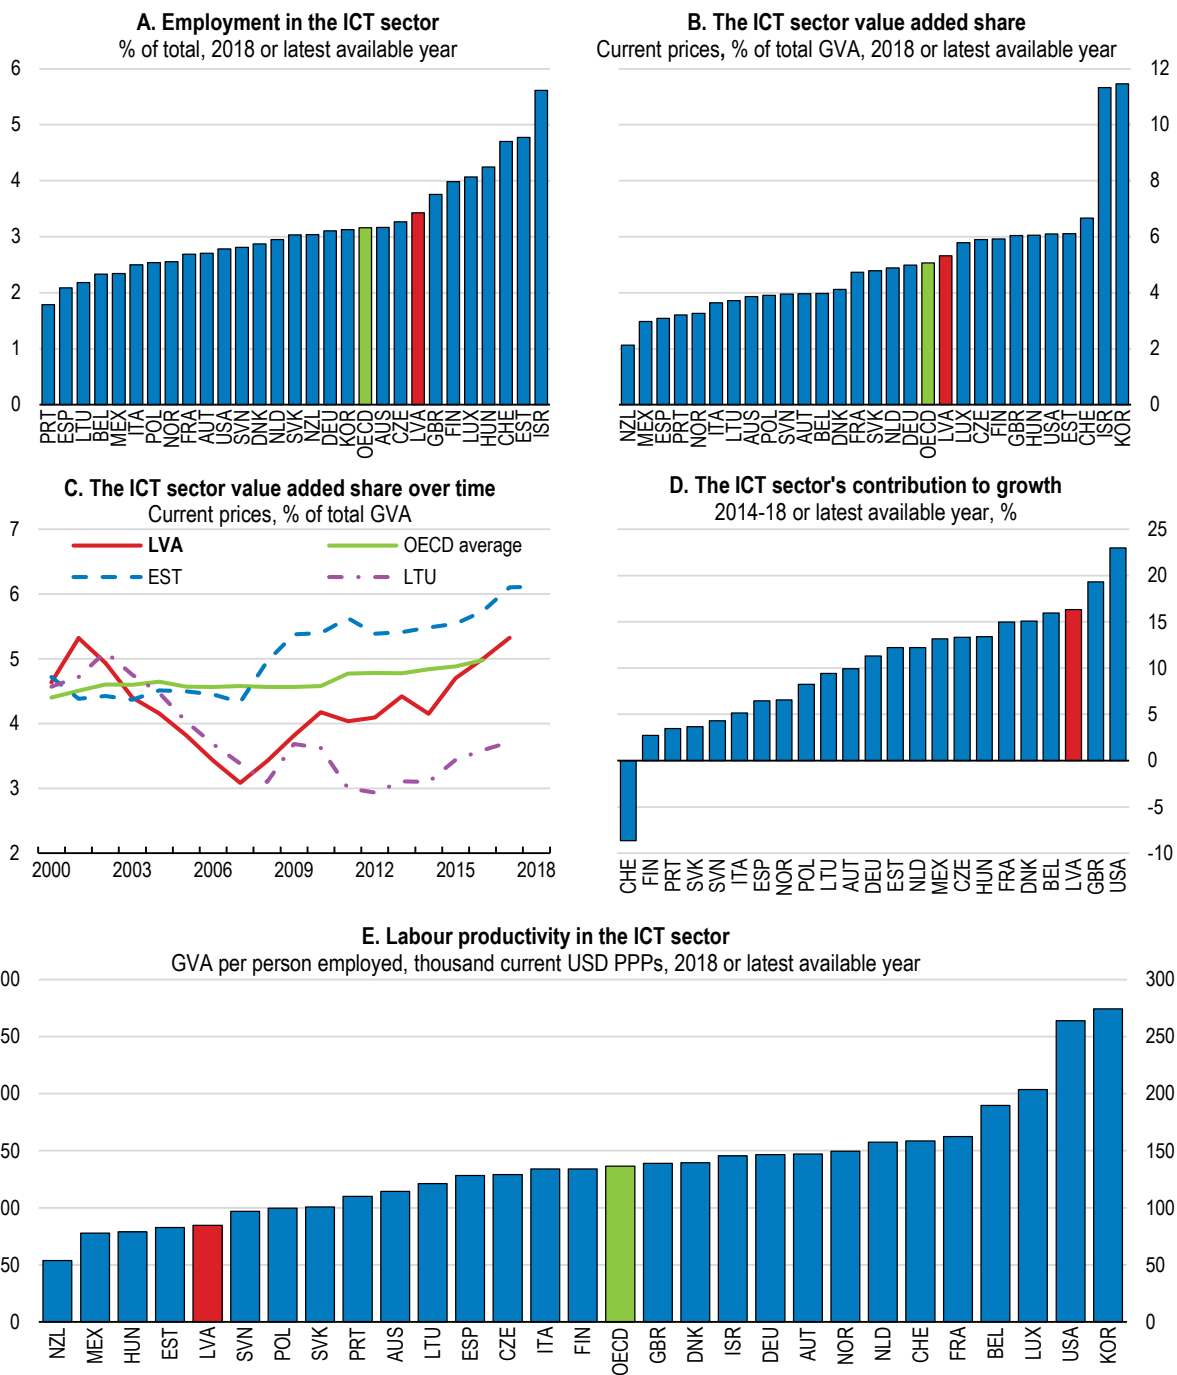 A. Employment in the ICT sector
% of total, 2018 or latest available year
6
5
4
3
2
1
0
PRT ESP LTU BEL MEX ITA POL NOR FRA AUT USA SVN DNK NLD SVK NZL DEU KOR OECD AUS CZE LVA GBR FIN LUX HUN CHE EST ISR
B. The ICT sector value added share
Current prices, % of total GVA, 2018 or latest available year
12
10
8
6
4
2
0
NZL MEX ESP PRT NOR ITA LTU AUS POL SVN AUT BEL DNK FRA SVK NLD DEU OECD LVA LUX CZE FIN GBR HUN USA EST CHE ISR KOR
C. The ICT sector value added share over time
Current prices, % of total GVA
7
6
5
4
3
2
LVA
OECD average
EST
LTU
2000 2003 2006 2009 2012 2015 2018
D. The ICT sector's contribution to growth
2014-18 or latest available year, %
25
20
15
10
5
0
-5
-10
CHE FIN PRT SVK SVN ITA ESP NOR POL LTU AUT DEU EST NLD MEX CZE HUN FRA DNK BEL LVA GBR USA
E. Labour productivity in the ICT sector
GVA per person employed, thousand current USD PPPs, 2018 or latest available year
00
50
00
50
00
50
0
300
250
200
150
100
50
0
NZL MEX HUN EST LVA SVN POL SVK PRT AUS LTU ESP CZE ITA FIN OECD GBR DNK ISR DEU AUT NOR NLD CHE FRA BEL LUX USA KOR